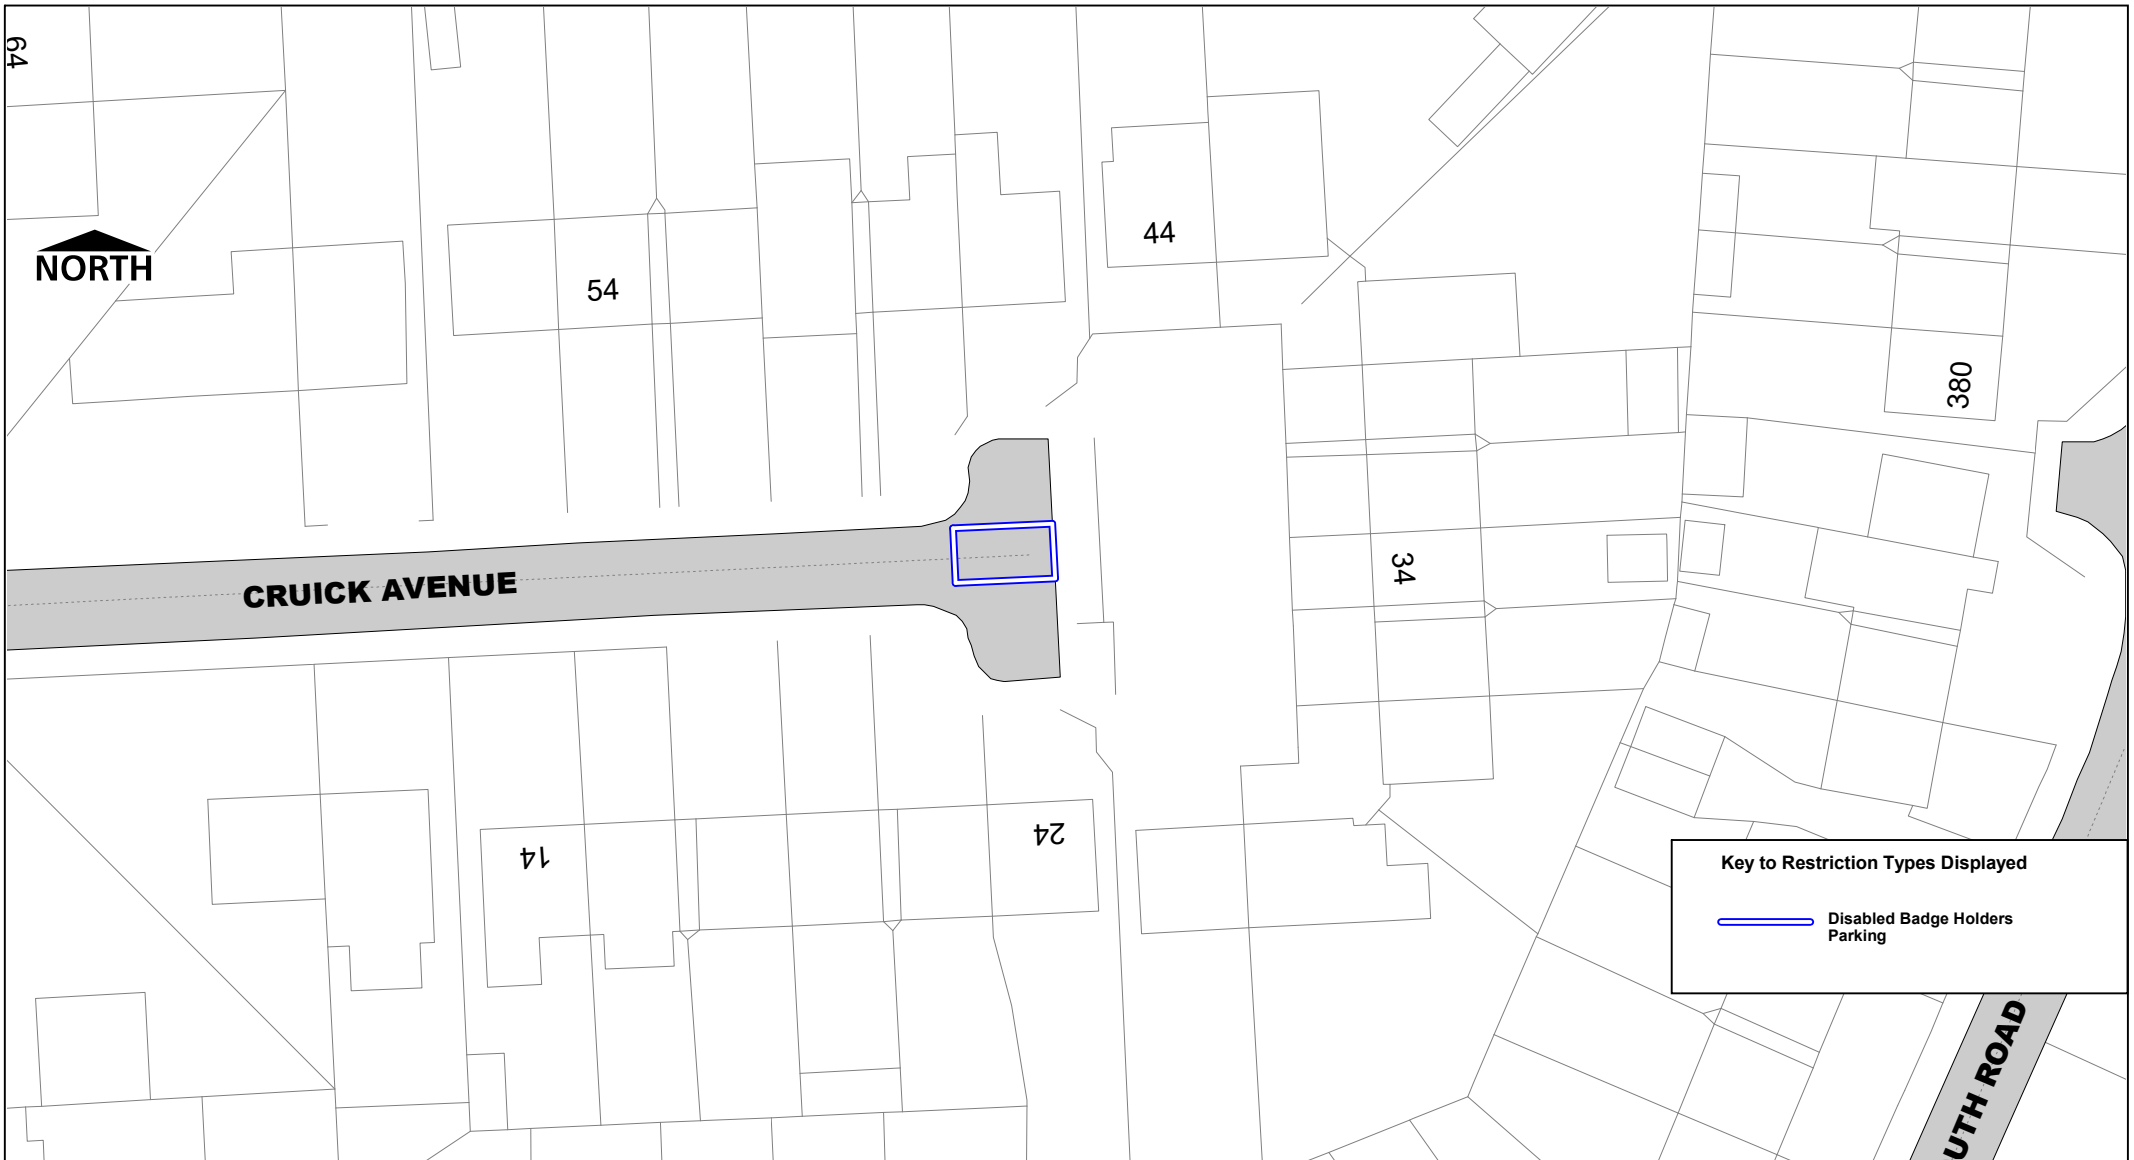 64
NORTH
54
44
380
CRUICK AVENUE
34
14
24
Key to Restriction Types Displayed
Disabled Badge Holders
Parking
UTH ROAD